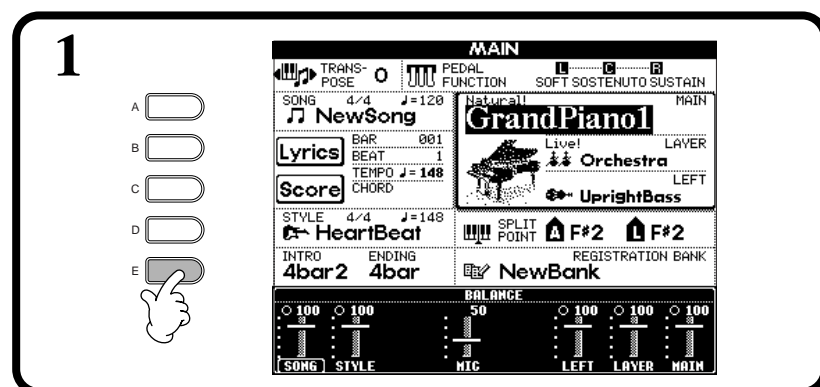 1
A
B
C
D
E
MAIN
TRANS-
POSE 0
PEDAL
FUNCTION
L C R
SOFT SOSTENUTO SUSTAIN
SONG 4/4 ♩=120
NewSong
Lyrics
BAR 001
BEAT 1
TEMPO ♩= 148
Score
CHORD
Natural! MAIN
GrandPiano1
Live! LAYER
Orchestra
LEFT
UprightBass
STYLE 4/4 ♩=148
HeartBeat
SPLIT
POINT A F♯2 L F♯2
INTRO ENDING
4bar2 4bar
REGISTRATION BANK
NewBank
BALANCE
100 100 50 100 100 100
SONG STYLE MIC LEFT LAYER MAIN